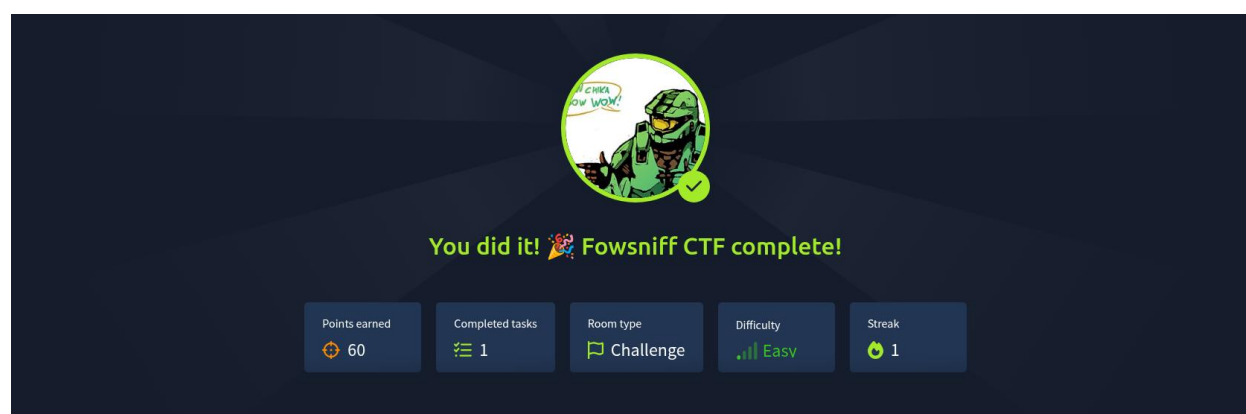 CHIKA
OW WOW!
You did it! 🎉 Fowsniff CTF complete!
Points earned
60
Completed tasks
1
Room type
Challenge
Difficulty
Easy
Streak
1